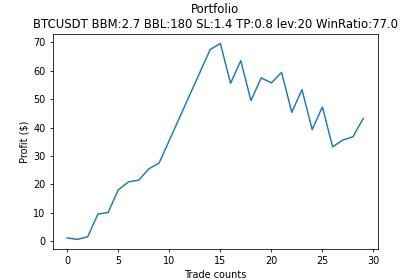 Portfolio
BTCUSDT BBM:2.7 BBL:180 SL:1.4 TP:0.8 lev:20 WinRatio:77.0
70
60
50
40
30
20
10
0
Profit ($)
0 5 10 15 20 25 30
Trade counts